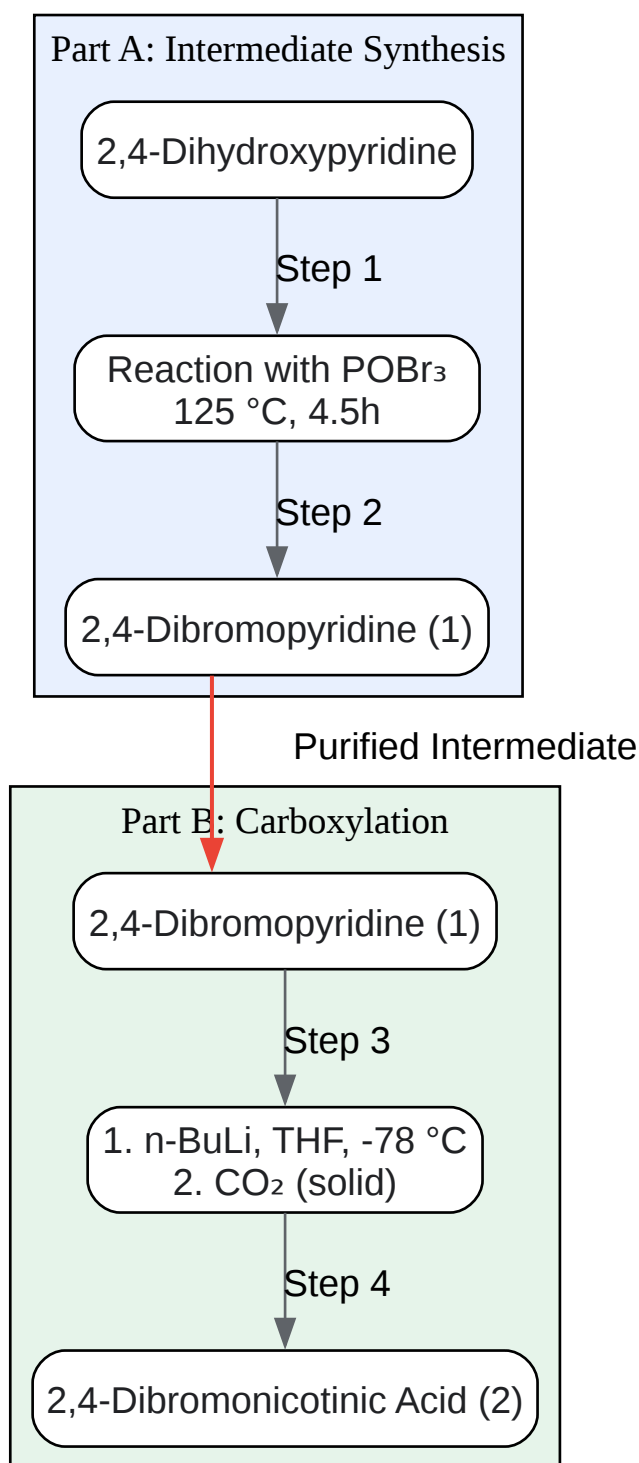 Part A: Intermediate Synthesis
2,4-Dihydroxypyridine
Step 1
Reaction with POBr₃
125 °C, 4.5h
Step 2
2,4-Dibromopyridine (1)
Purified Intermediate
Part B: Carboxylation
2,4-Dibromopyridine (1)
Step 3
1. n-BuLi, THF, -78 °C
2. CO₂ (solid)
Step 4
2,4-Dibromonicotinic Acid (2)